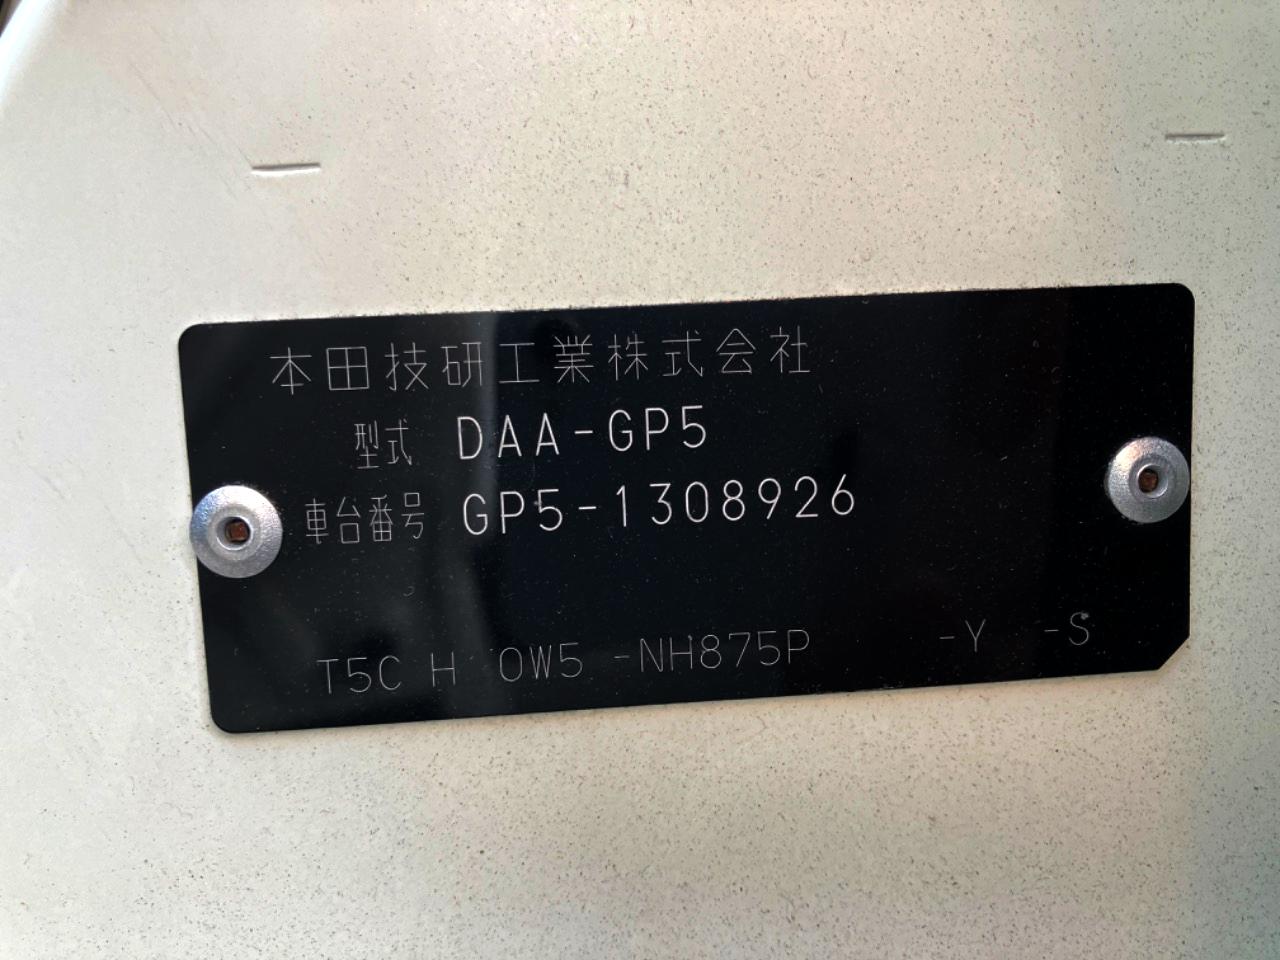 本田技研工業株式会社
型式 DAA-GP5
車台番号 GP5-1308926
T5C H 0W5 -NH875P -Y -S